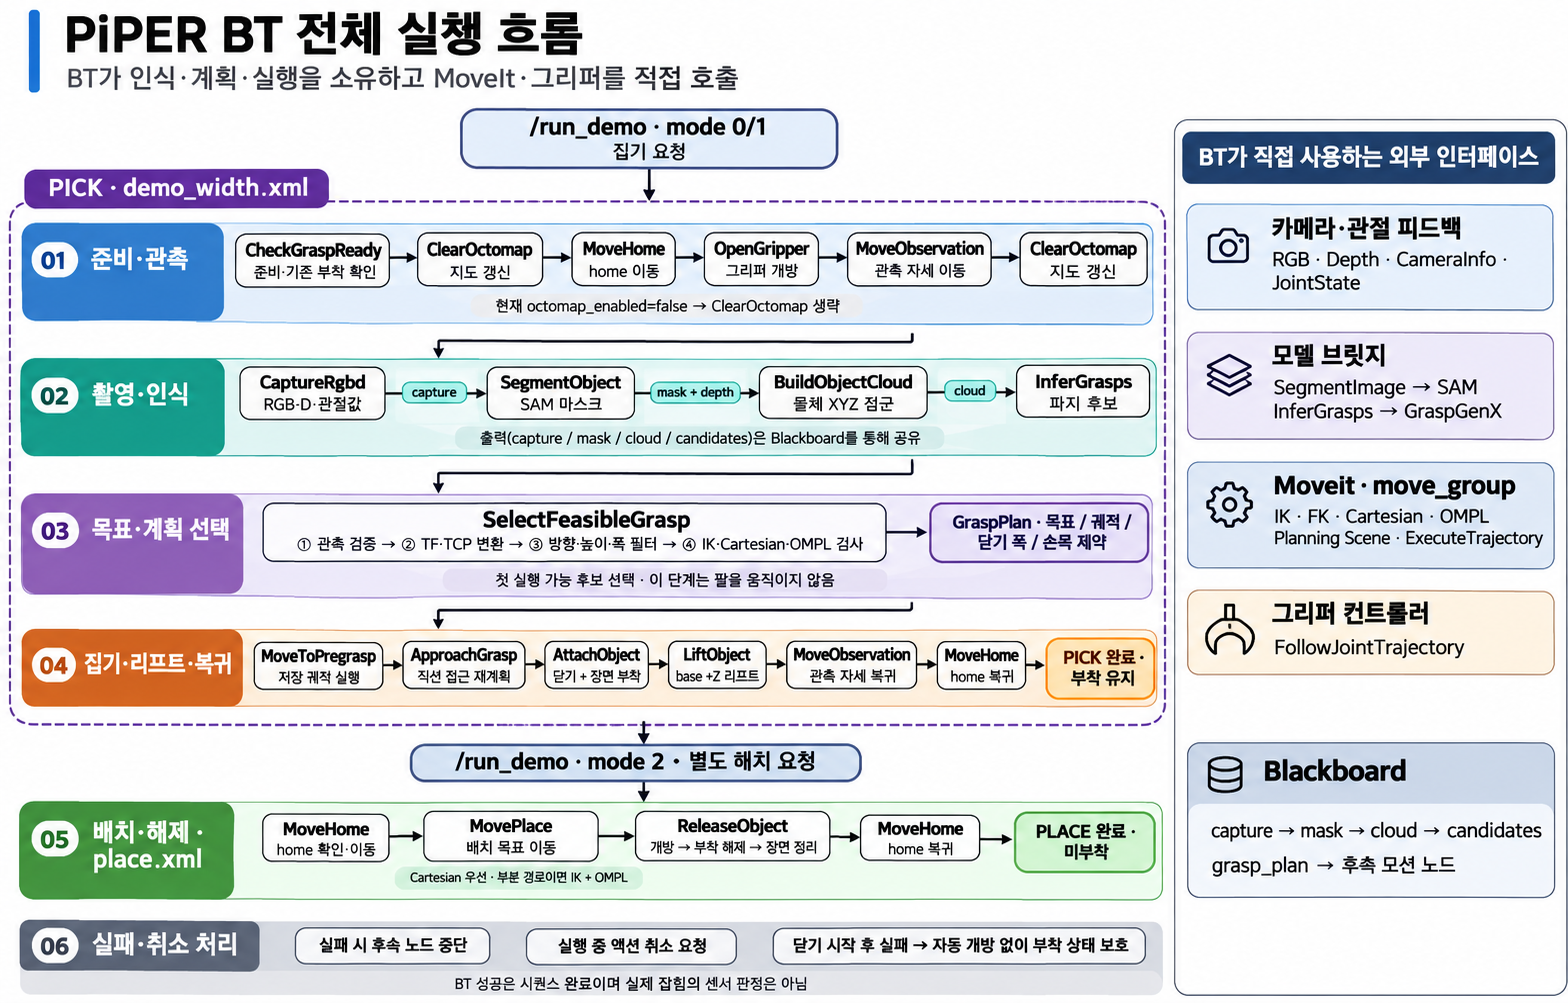 PiPER BT 전체 실행 흐름
BT가 인식·계획·실행을 소유하고 MoveIt·그리퍼를 직접 호출
/run_demo · mode 0/1
집기 요청
PICK · demo_width.xml
01 준비·관측
CheckGraspReady
준비·기존 부착 확인
ClearOctomap
지도 갱신
MoveHome
home 이동
OpenGripper
그리퍼 개방
MoveObservation
관측 자세 이동
ClearOctomap
지도 갱신
현재 octomap_enabled=false → ClearOctomap 생략
02 촬영·인식
CaptureRgbd
RGB·D·관절값
capture
SegmentObject
SAM 마스크
mask + depth
BuildObjectCloud
물체 XYZ 점군
cloud
InferGrasps
파지 후보
출력(capture / mask / cloud / candidates)은 Blackboard를 통해 공유
03 목표·계획 선택
SelectFeasibleGrasp
① 관측 검증 → ② TF·TCP 변환 → ③ 방향·높이·폭 필터 → ④ IK·Cartesian·OMPL 검사
GraspPlan · 목표 / 궤적 /
닫기 폭 / 손목 제약
첫 실행 가능 후보 선택 · 이 단계는 팔을 움직이지 않음
04 집기·리프트·복귀
MoveToPregrasp
저장 궤적 실행
ApproachGrasp
직선 접근 재계획
AttachObject
닫기 + 장면 부착
LiftObject
base +Z 리프트
MoveObservation
관측 자세 복귀
MoveHome
home 복귀
PICK 완료 ·
부착 유지
/run_demo · mode 2 · 별도 해치 요청
05 배치·해제 ·
place.xml
MoveHome
home 확인·이동
MovePlace
배치 목표 이동
ReleaseObject
개방 → 부착 해제 → 장면 정리
MoveHome
home 복귀
PLACE 완료 ·
미부착
Cartesian 우선 · 부분 경로이면 IK + OMPL
06 실패·취소 처리
실패 시 후속 노드 중단
실행 중 액션 취소 요청
닫기 시작 후 실패 → 자동 개방 없이 부착 상태 보호
BT 성공은 시퀀스 완료이며 실제 잡힘의 센서 판정은 아님
BT가 직접 사용하는 외부 인터페이스
카메라·관절 피드백
RGB · Depth · CameraInfo ·
JointState
모델 브릿지
SegmentImage → SAM
InferGrasps → GraspGenX
Moveit · move_group
IK · FK · Cartesian · OMPL
Planning Scene · ExecuteTrajectory
그리퍼 컨트롤러
FollowJointTrajectory
Blackboard
capture → mask → cloud → candidates
grasp_plan → 후측 모션 노드